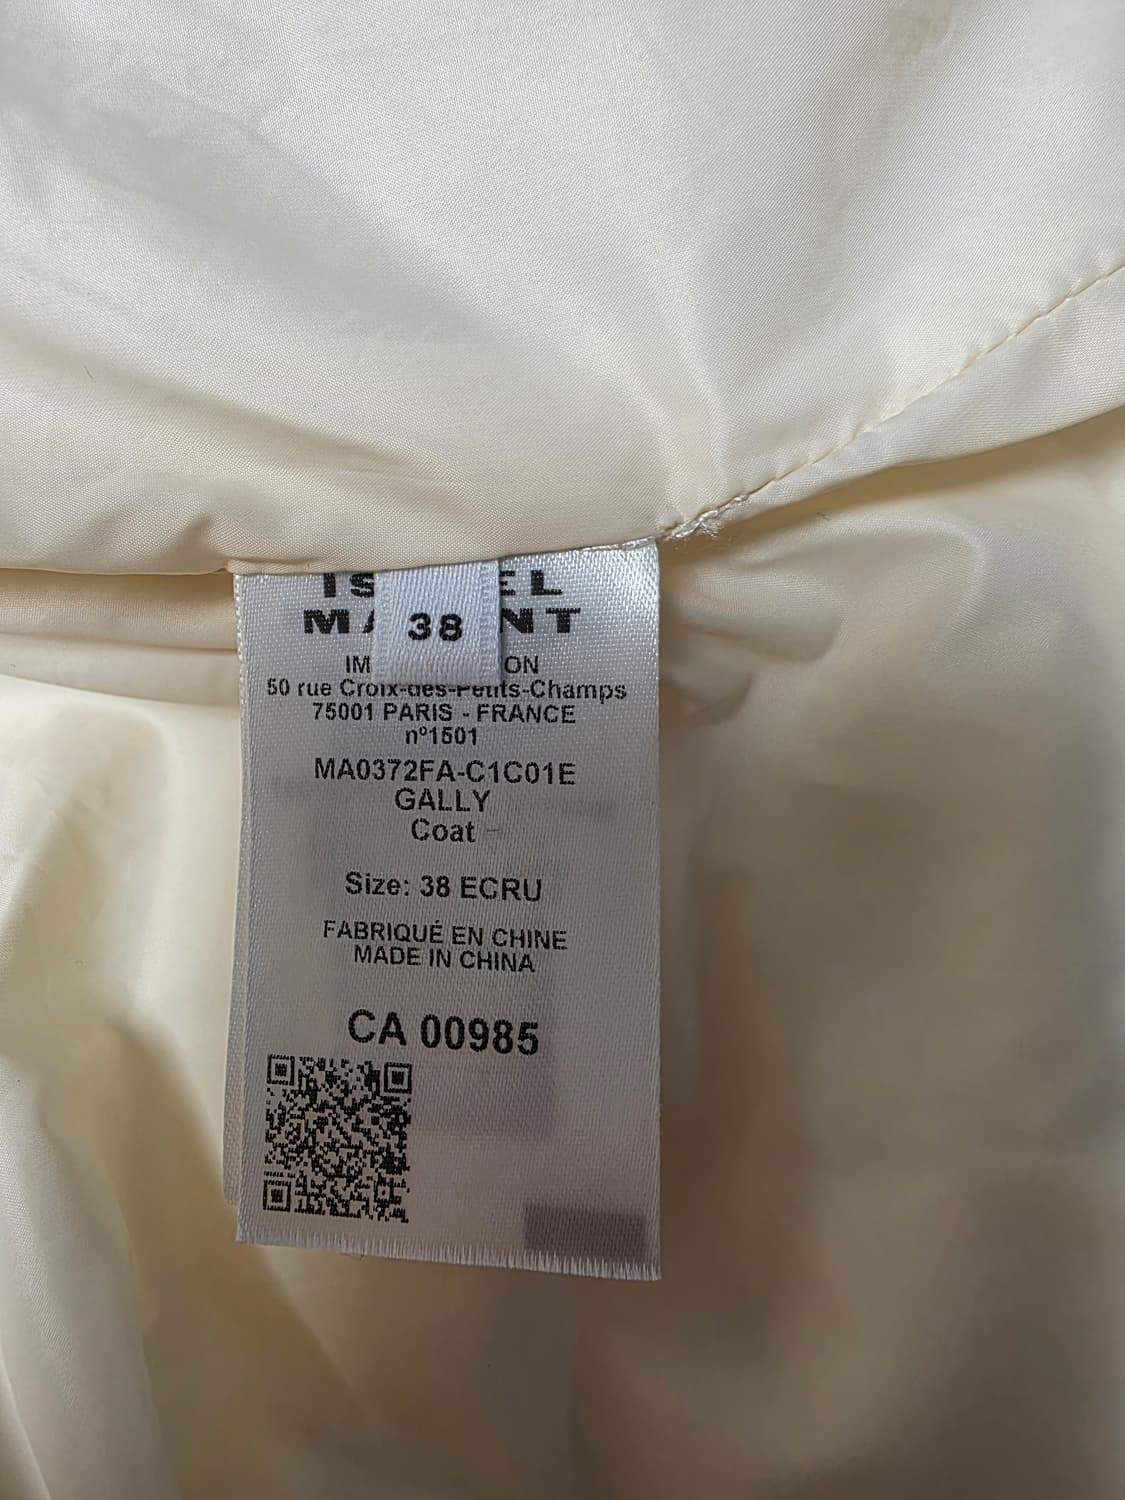 38
50 rue Croix-des-Petits-Champs
75001 PARIS - FRANCE
n°1501
MA0372FA-C1C01E
GALLY
Coat
Size: 38 ECRU
FABRIQUÉ EN CHINE
MADE IN CHINA
CA 00985